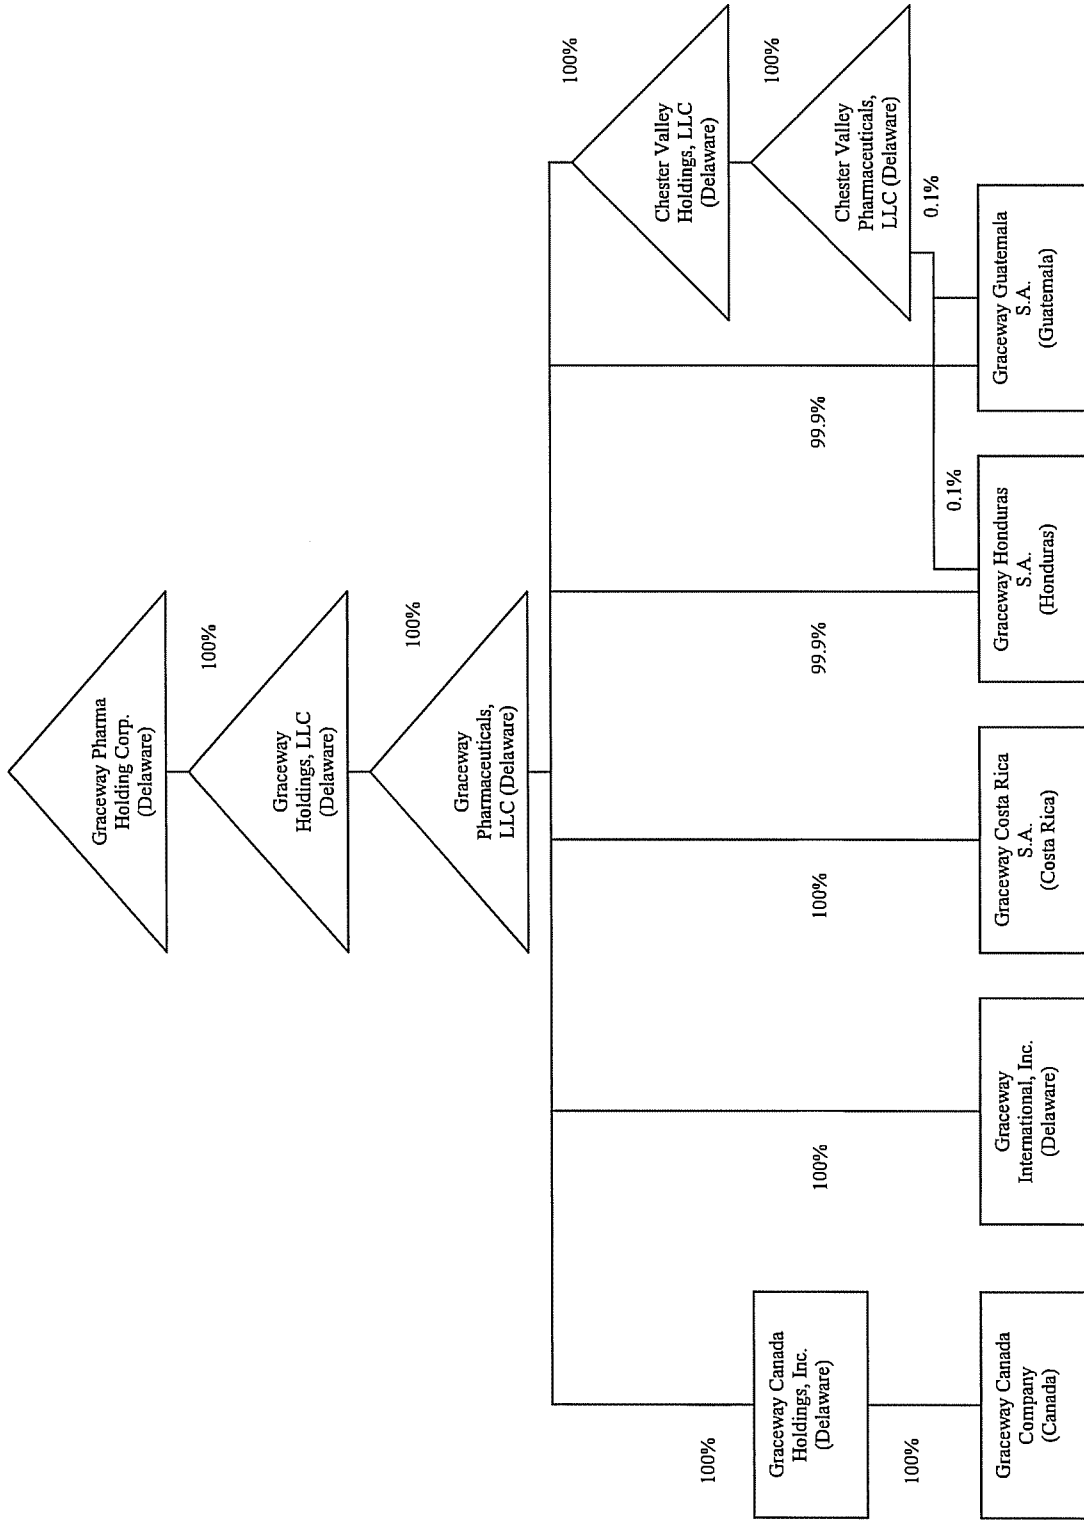 Graceway Pharma
Holding Corp.
(Delaware)
100%
Graceway
Holdings, LLC
(Delaware)
100%
Graceway
Pharmaceuticals,
LLC (Delaware)
100%
Graceway Canada
Holdings, Inc.
(Delaware)
100%
Graceway Canada
Company
(Canada)
100%
Graceway
International, Inc.
(Delaware)
100%
Graceway Costa Rica
S.A.
(Costa Rica)
99.9%
0.1%
Graceway Honduras
S.A.
(Honduras)
99.9%
0.1%
Graceway Guatemala
S.A.
(Guatemala)
100%
Chester Valley
Holdings, LLC
(Delaware)
100%
Chester Valley
Pharmaceuticals,
LLC (Delaware)